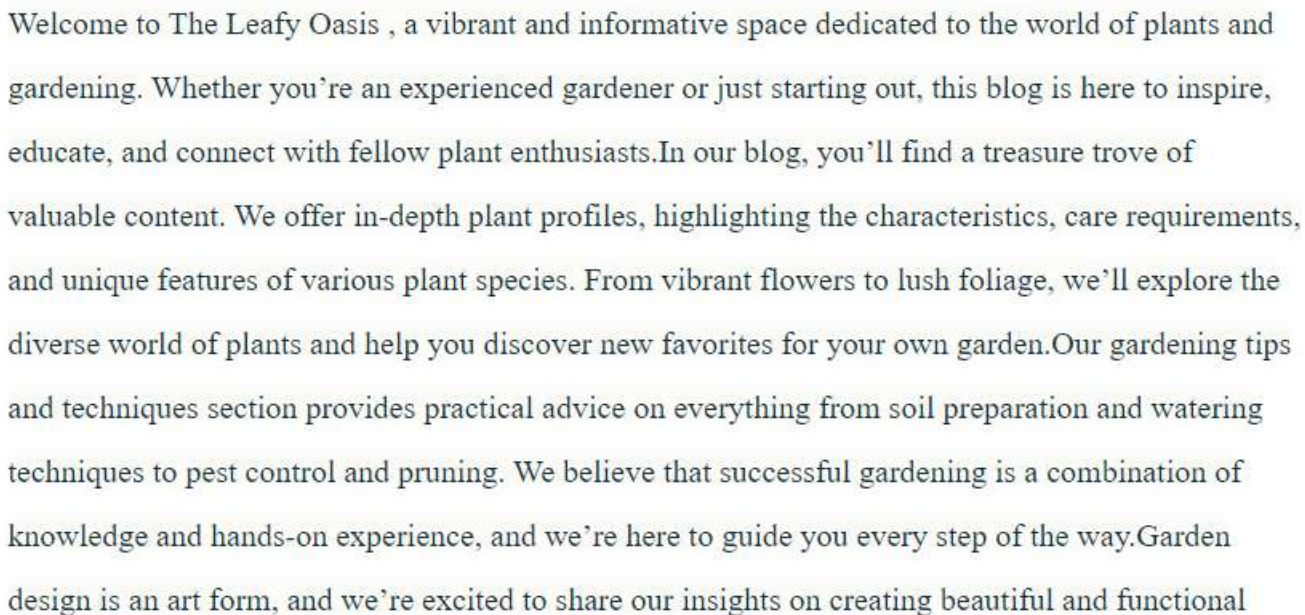 Welcome to The Leafy Oasis , a vibrant and informative space dedicated to the world of plants and
gardening. Whether you’re an experienced gardener or just starting out, this blog is here to inspire,
educate, and connect with fellow plant enthusiasts.In our blog, you’ll find a treasure trove of
valuable content. We offer in-depth plant profiles, highlighting the characteristics, care requirements,
and unique features of various plant species. From vibrant flowers to lush foliage, we’ll explore the
diverse world of plants and help you discover new favorites for your own garden.Our gardening tips
and techniques section provides practical advice on everything from soil preparation and watering
techniques to pest control and pruning. We believe that successful gardening is a combination of
knowledge and hands-on experience, and we’re here to guide you every step of the way.Garden
design is an art form, and we’re excited to share our insights on creating beautiful and functional